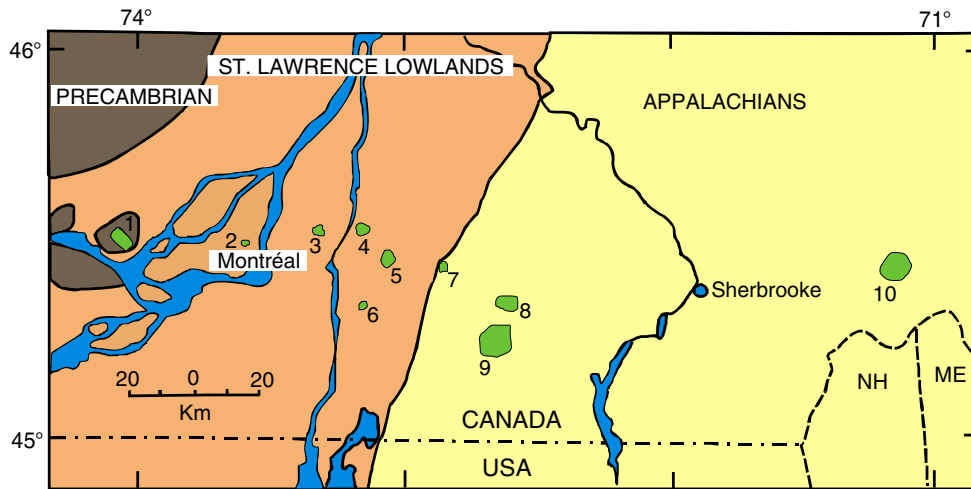 74°
71°
46°
ST. LAWRENCE LOWLANDS
PRECAMBRIAN
APPALACHIANS
1
2
3
4
5
6
7
8
9
10
Montréal
Sherbrooke
20 0 20
Km
NH
ME
CANADA
45°
USA